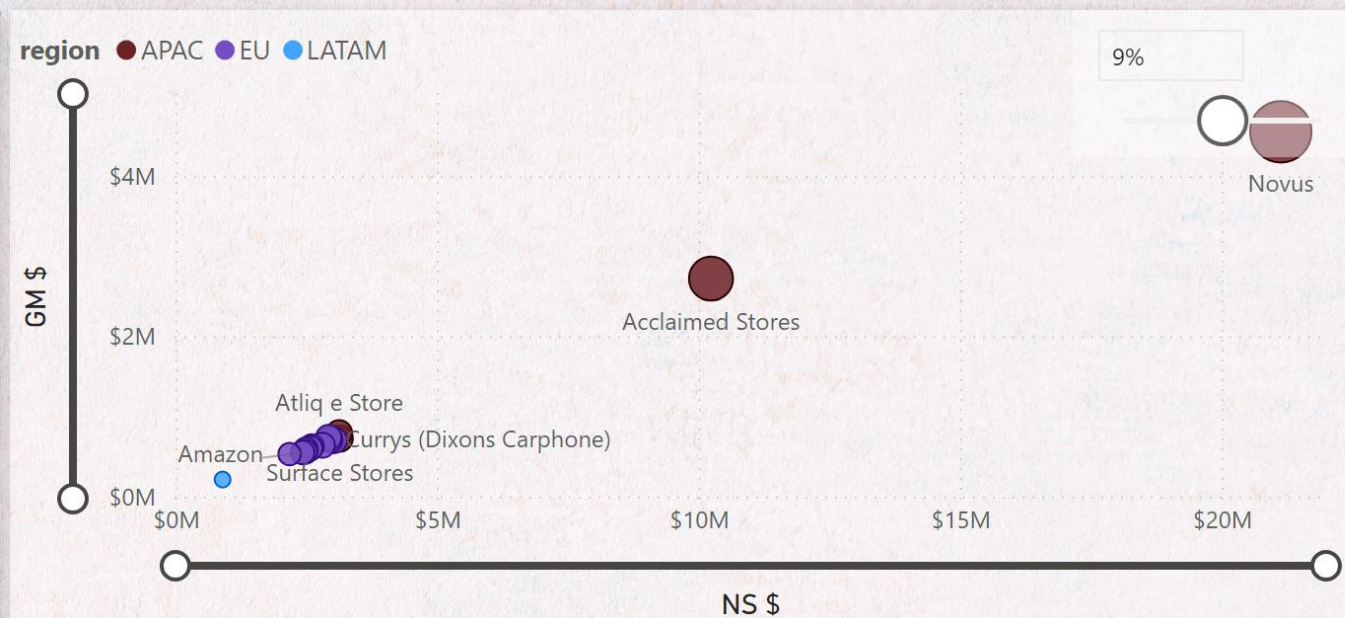 region APAC EU LATAM
9%
$4M
Novus
GM $
Acclaimed Stores
$2M
Atliq e Store
Currys (Dixons Carphone)
Amazon
Surface Stores
$0M
$0M $5M $10M $15M $20M
NS $